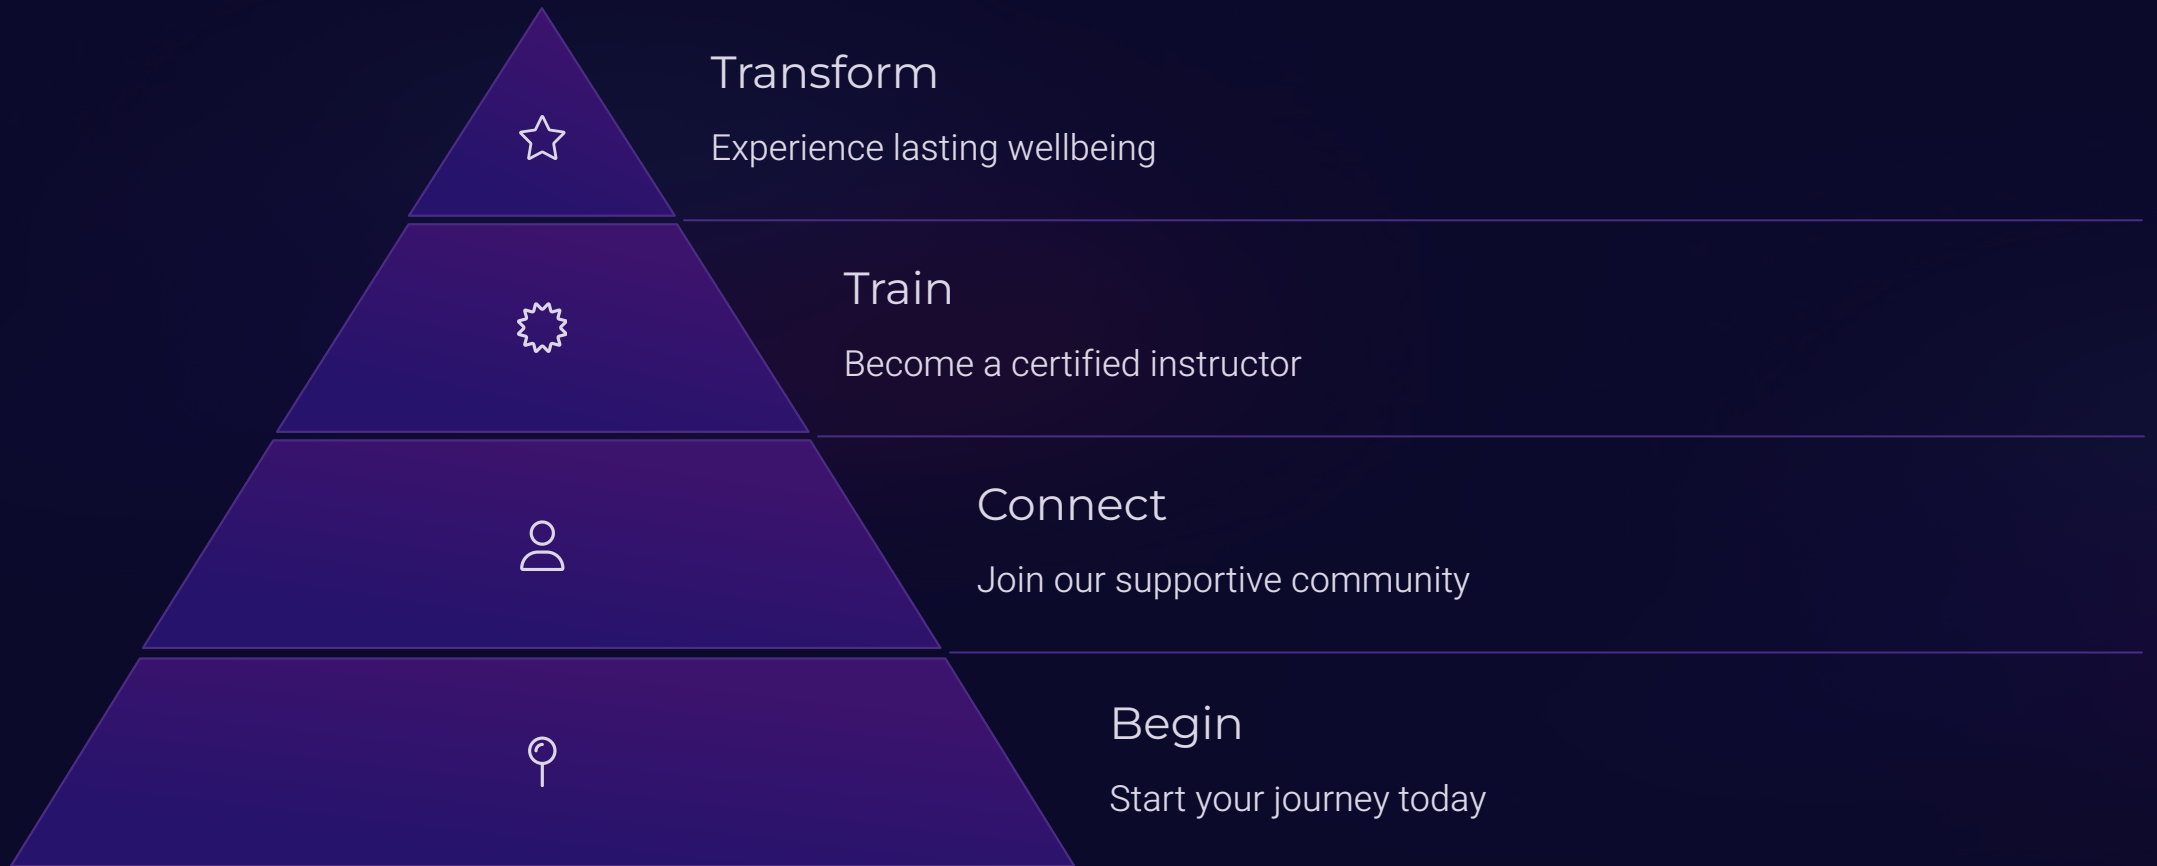 Transform
Experience lasting wellbeing
Train
Become a certified instructor
Connect
Join our supportive community
Begin
Start your journey today